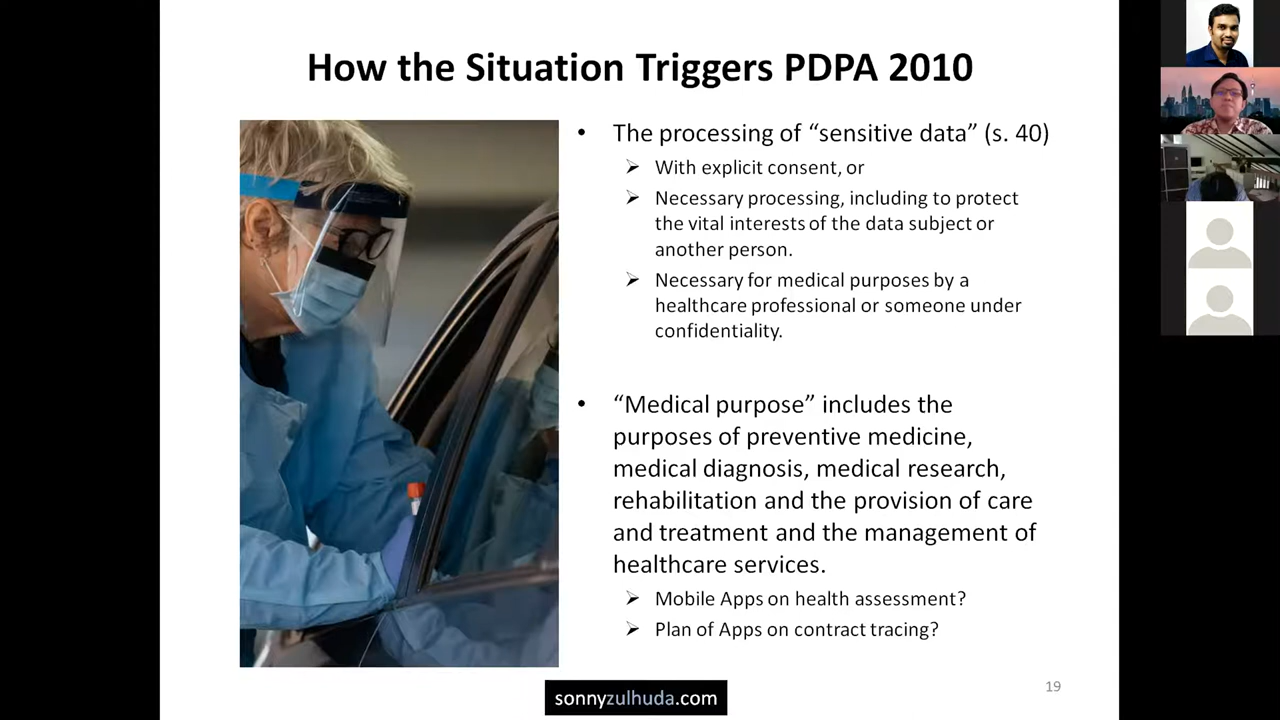 How the Situation Triggers PDPA 2010
• The processing of “sensitive data” (s. 40)
➢ With explicit consent, or
➢ Necessary processing, including to protect
the vital interests of the data subject or
another person.
➢ Necessary for medical purposes by a
healthcare professional or someone under
confidentiality.
• “Medical purpose” includes the
purposes of preventive medicine,
medical diagnosis, medical research,
rehabilitation and the provision of care
and treatment and the management of
healthcare services.
➢ Mobile Apps on health assessment?
➢ Plan of Apps on contract tracing?
sonnyzulhuda.com
19